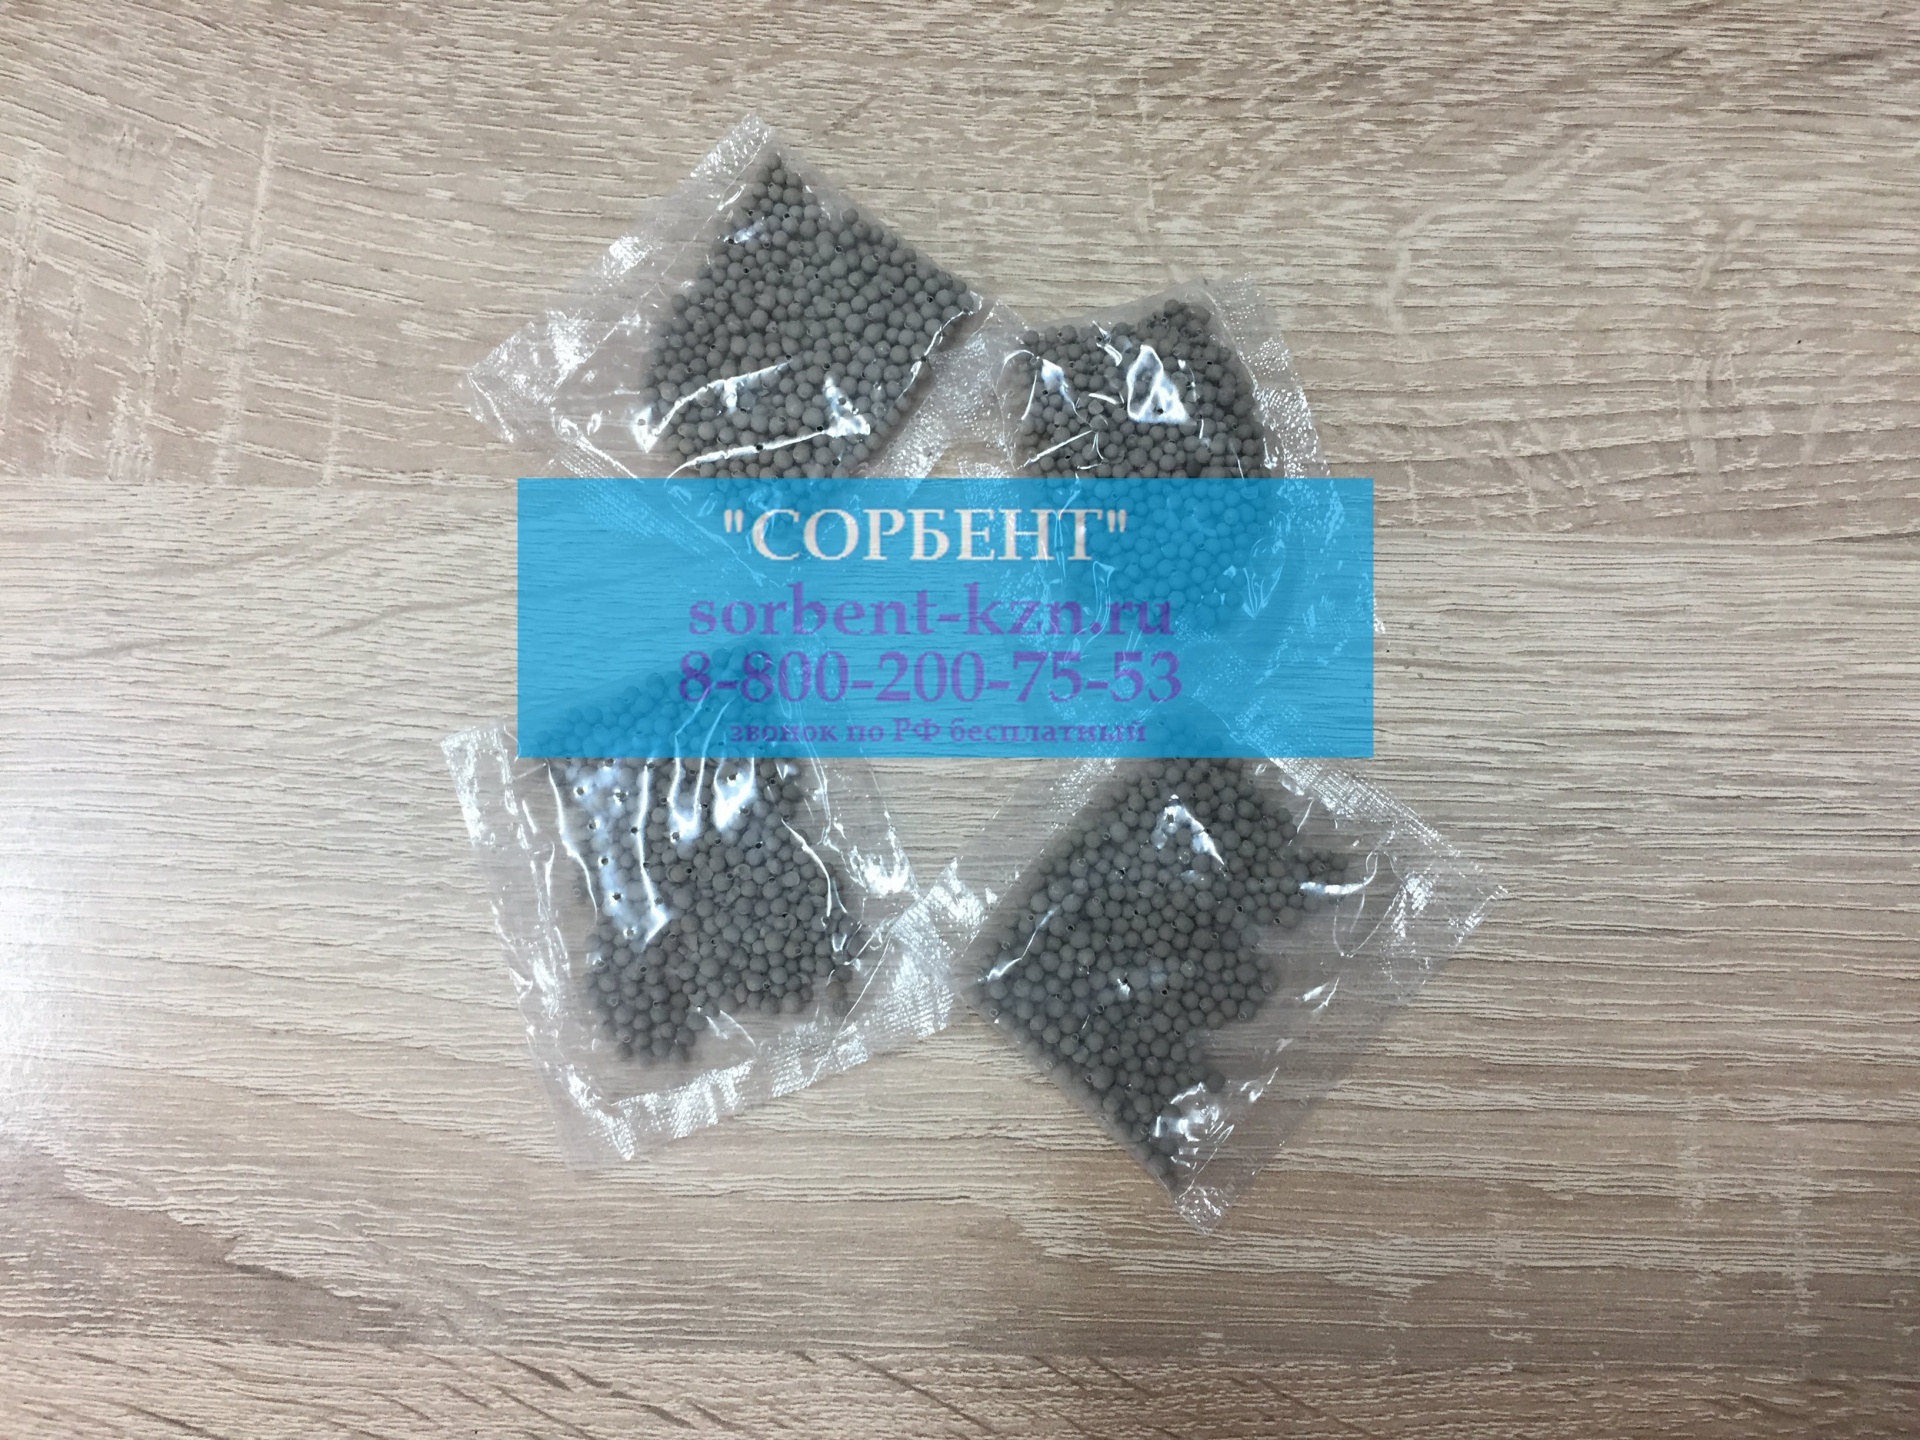 "СОРБЕНТ"
sorbent-kzn.ru
8-800-200-75-53
звонок по РФ бесплатный